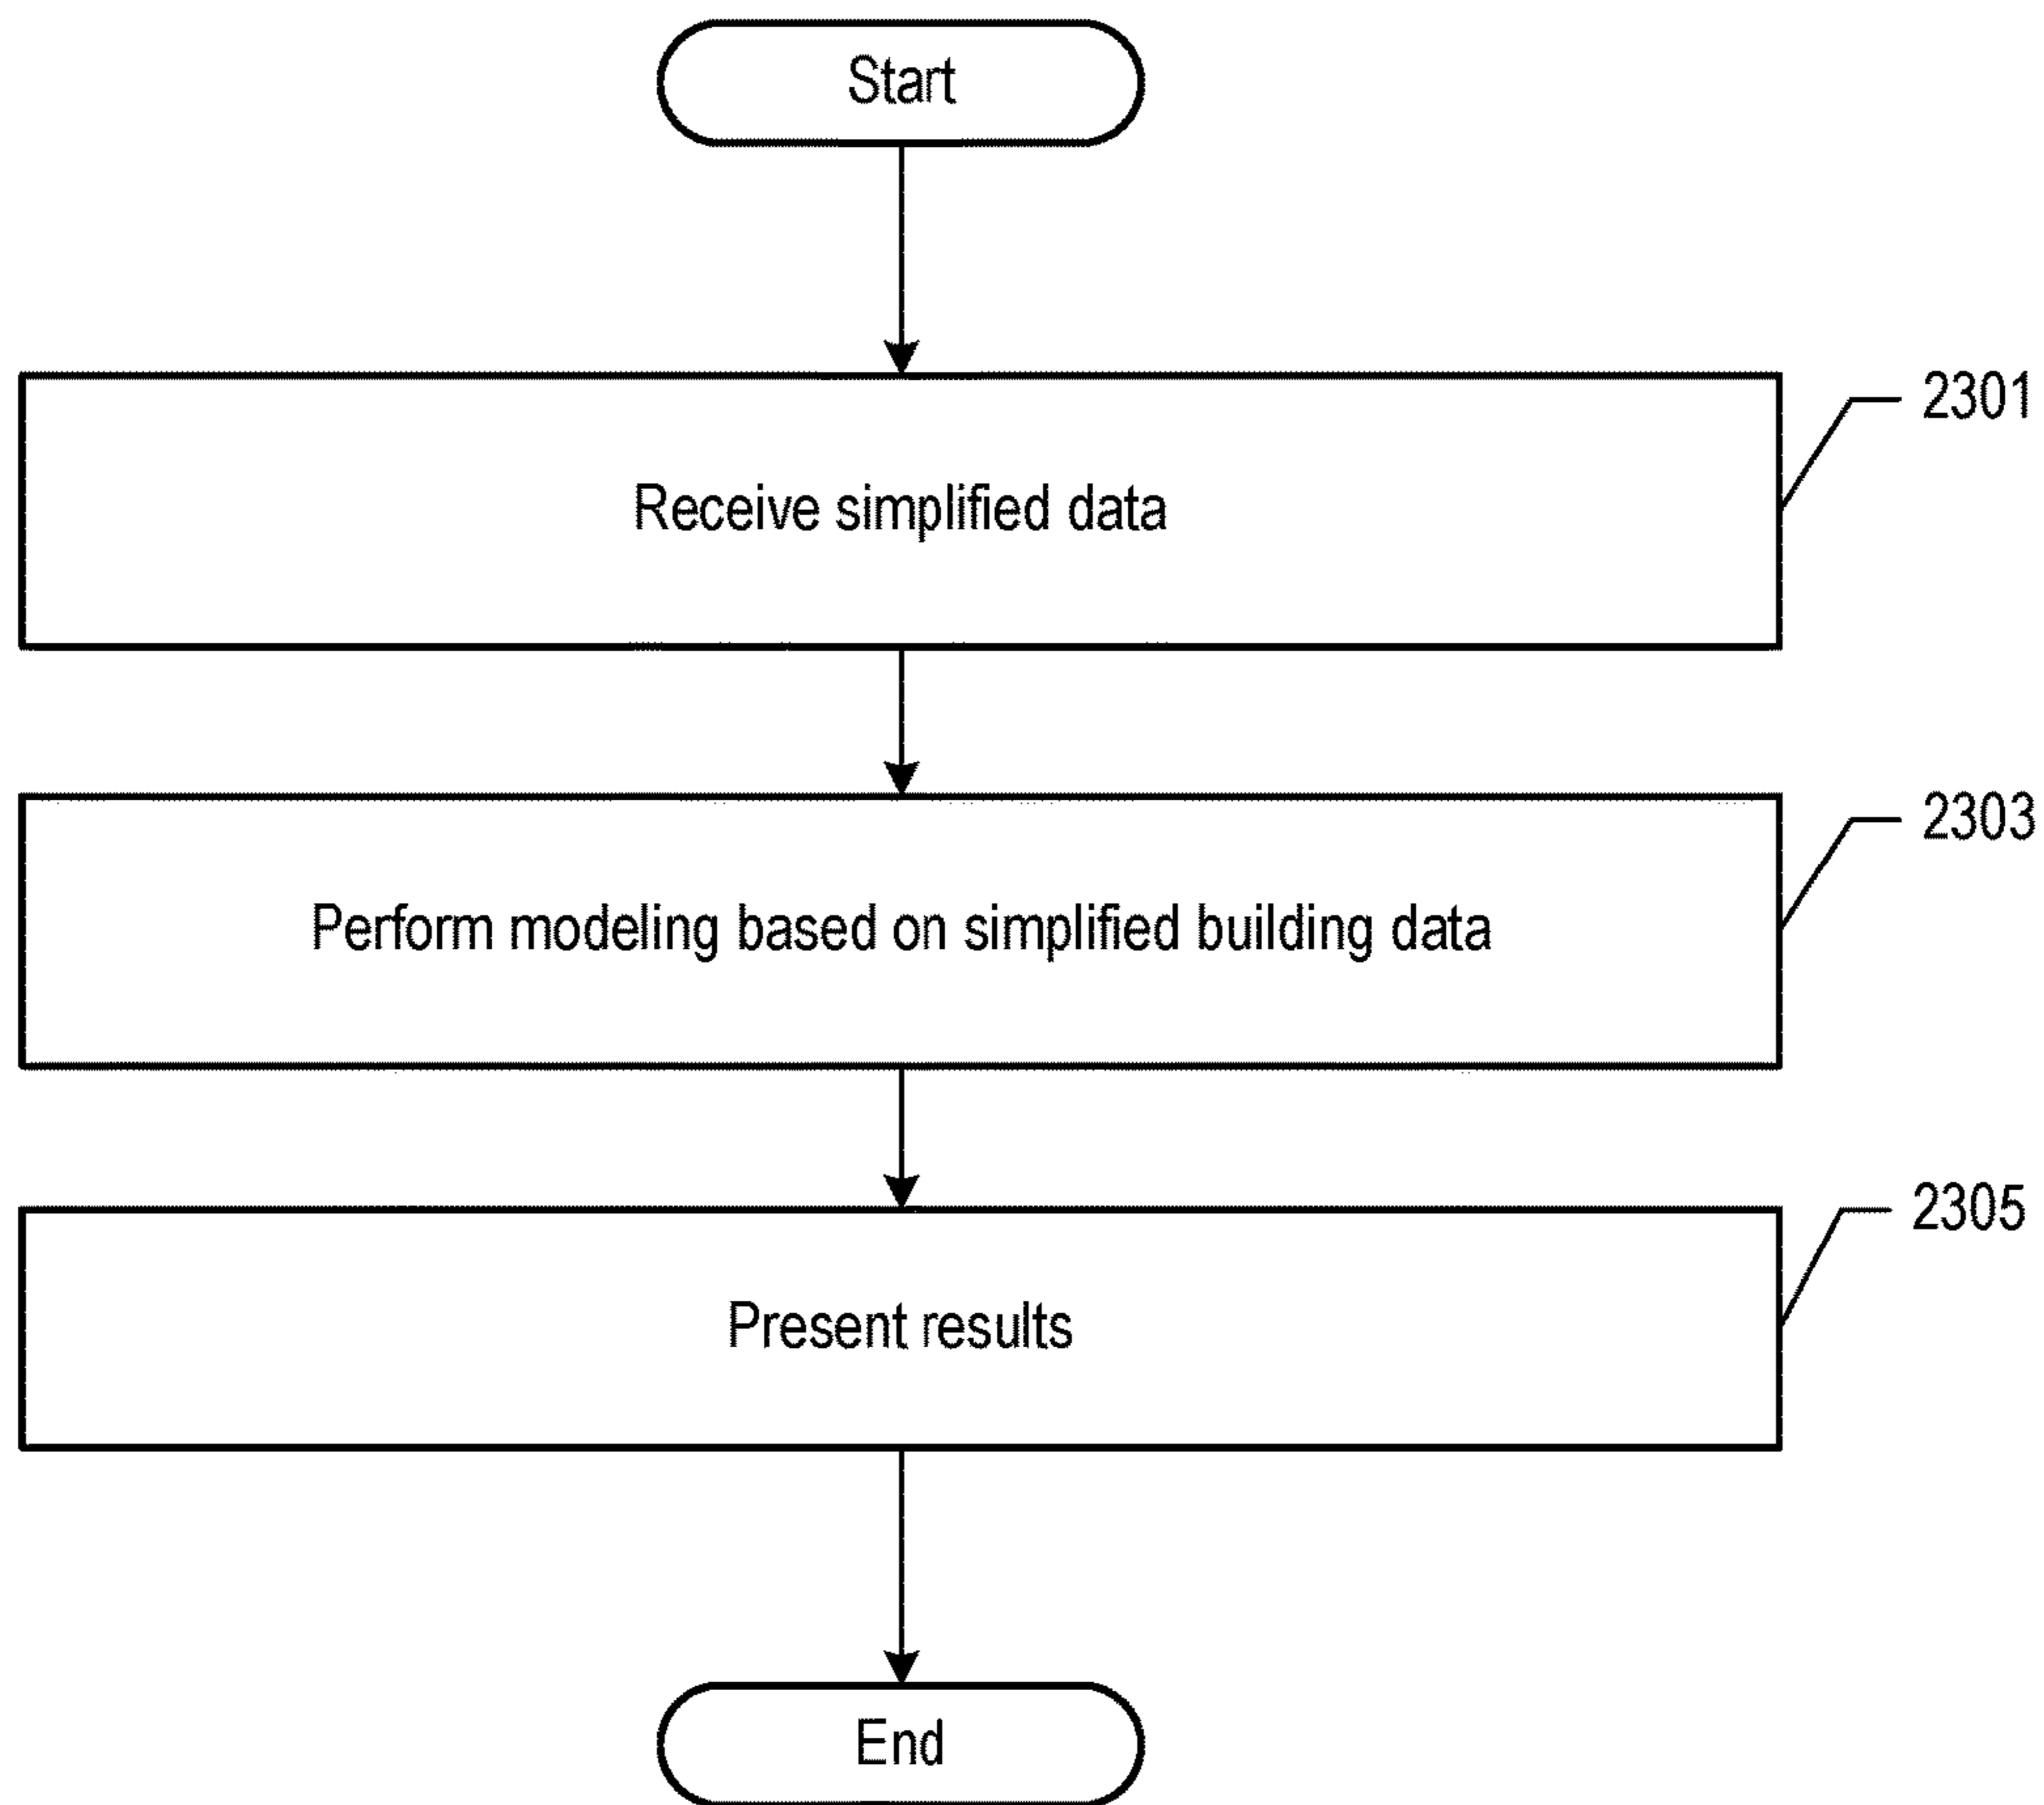 Start
Receive simplified data
2301
Perform modeling based on simplified building data
2303
Present results
2305
End